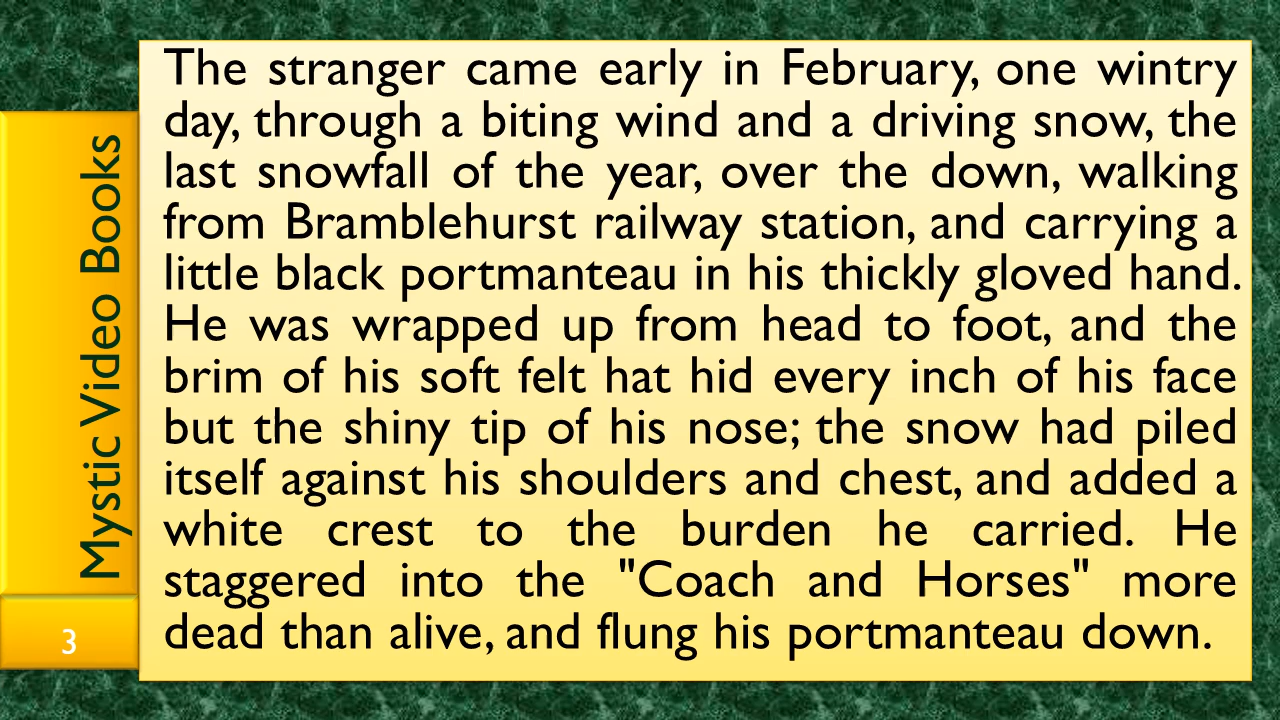 The stranger came early in February, one wintry
day, through a biting wind and a driving snow, the
last snowfall of the year, over the down, walking
from Bramblehurst railway station, and carrying a
little black portmanteau in his thickly gloved hand.
He was wrapped up from head to foot, and the
brim of his soft felt hat hid every inch of his face
but the shiny tip of his nose; the snow had piled
itself against his shoulders and chest, and added a
white crest to the burden he carried. He
staggered into the "Coach and Horses" more
dead than alive, and flung his portmanteau down.
Mystic Video Books
3